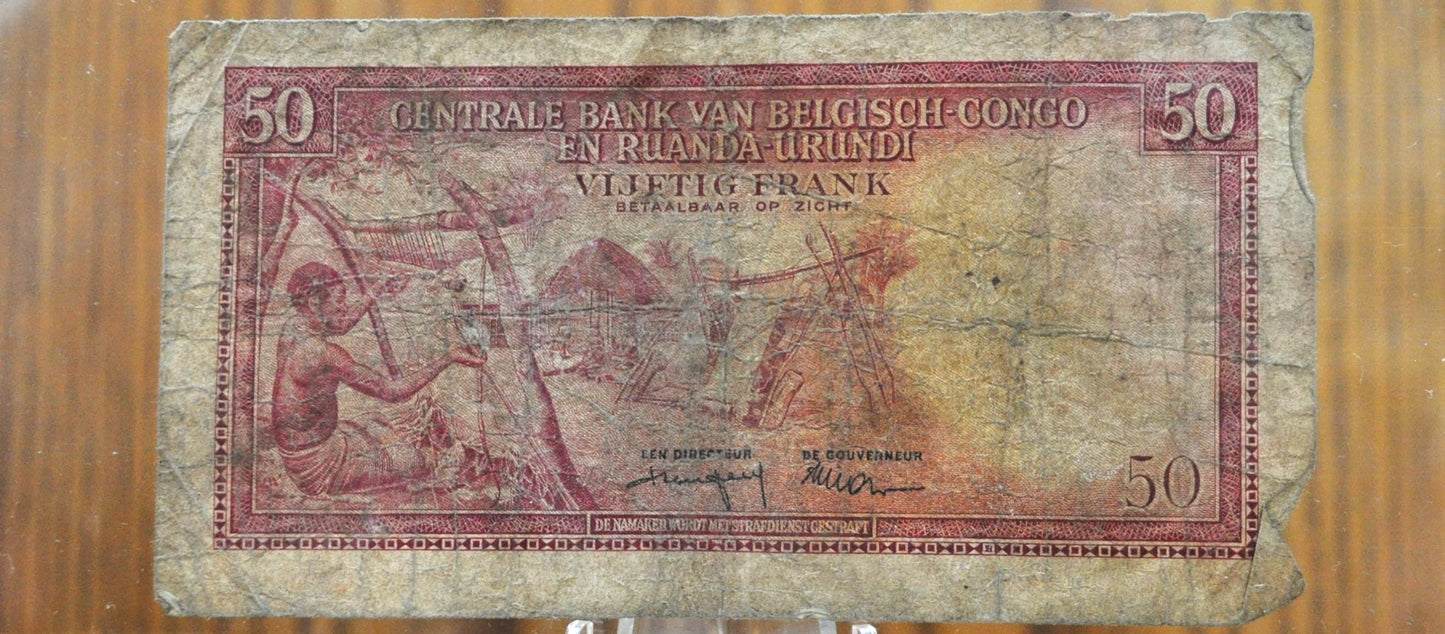 50 CENTRALE BANK VAN BELGISCH-CONGO 50
EN RUANDA-URUNDI
VIJFTIG FRANK
BETAALBAAR OP ZICHT
EEN DIRECTEUR DE GOUVERNEUR
50
DE NAMAKER WORDT MET STRAFDIENST GESTRAFT